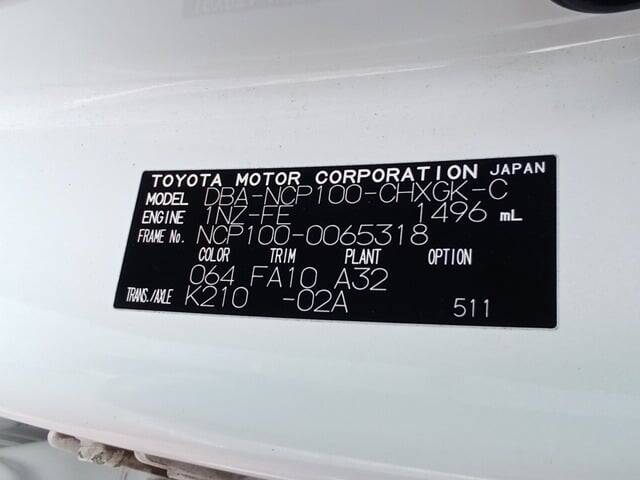 TOYOTA MOTOR CORPORATION JAPAN
MODEL DBA-NCP100-CHXGK-C
ENGINE 1NZ-FE 1496 mL
FRAME No. NCP100-0065318
COLOR TRIM PLANT OPTION
064 FA10 A32
TRANS./AXLE K210 -02A 511